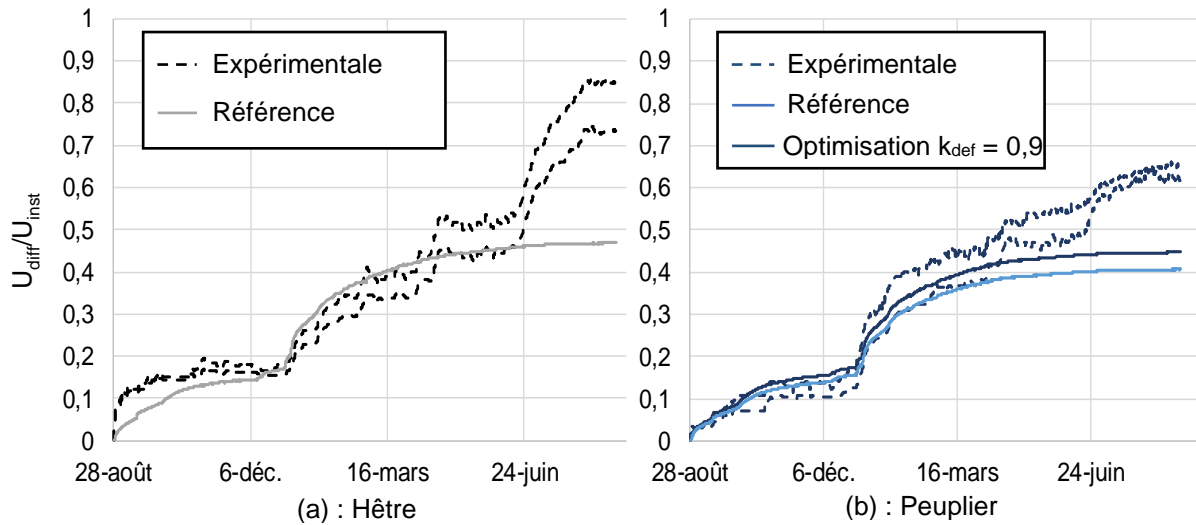 1
0,9
0,8
0,7
0,6
0,5
0,4
0,3
0,2
0,1
0
Udiff/Uinst
Expérimentale
Référence
28-août
6-déc.
16-mars
24-juin
(a) : Hêtre
1
0,9
0,8
0,7
0,6
0,5
0,4
0,3
0,2
0,1
0
Expérimentale
Référence
Optimisation kdef = 0,9
28-août
6-déc.
16-mars
24-juin
(b) : Peuplier